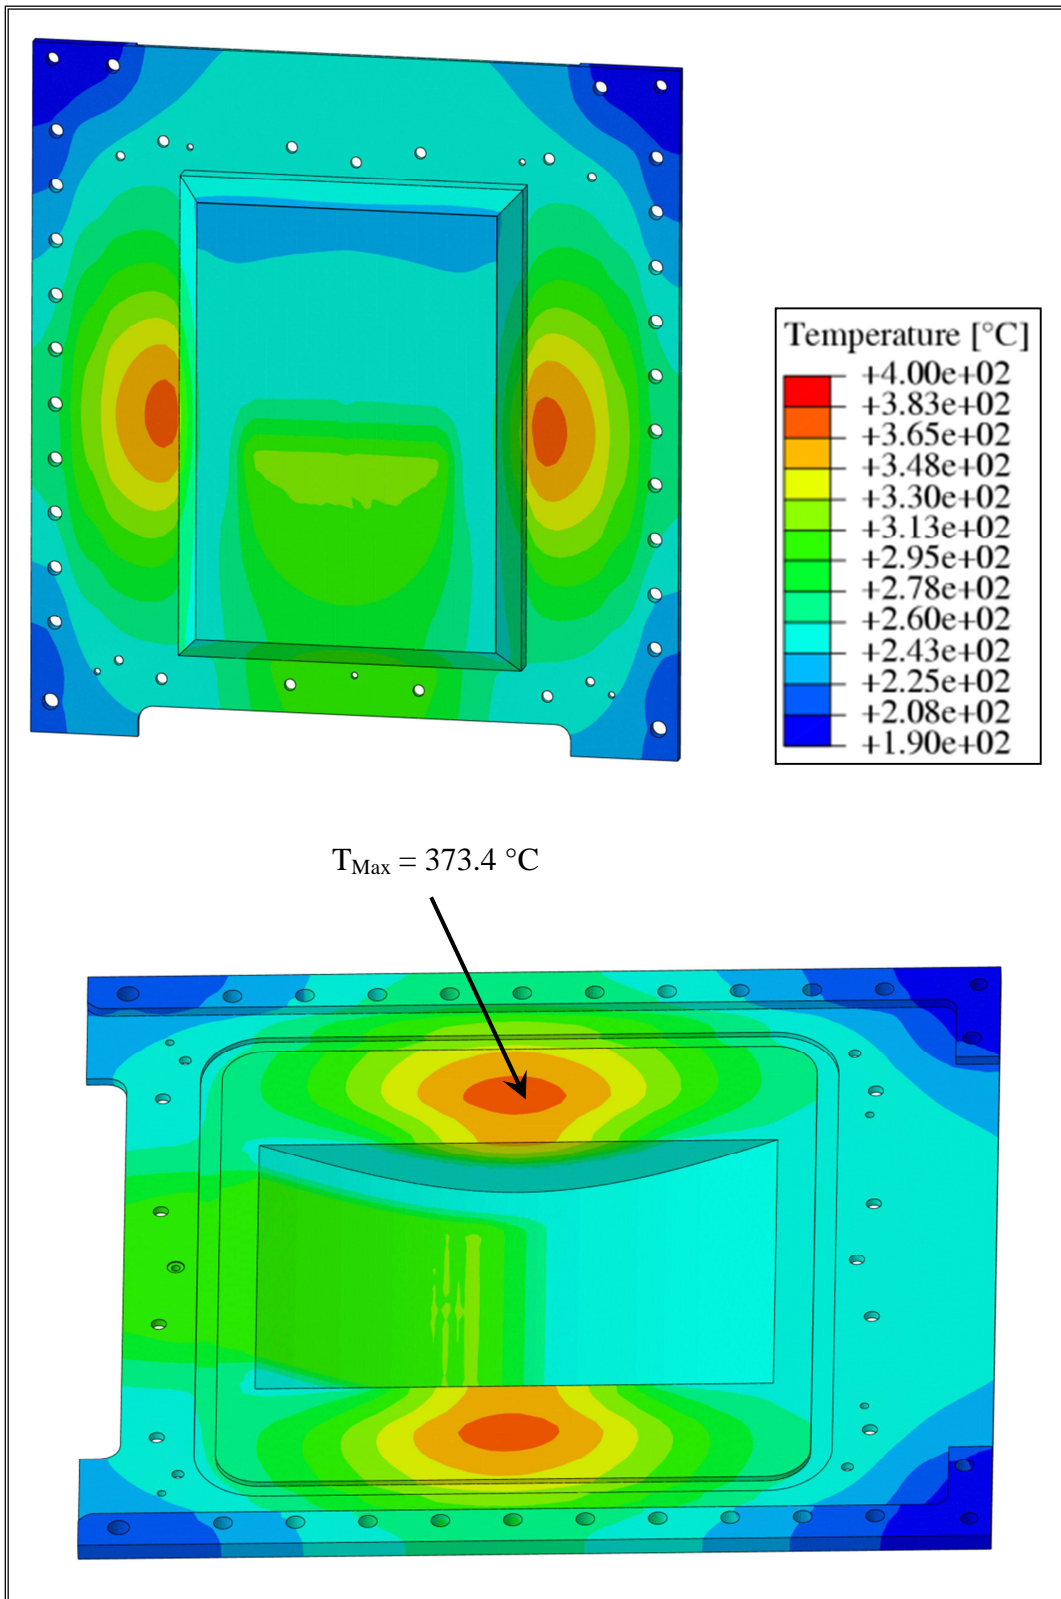 Temperature [°C]
+4.00e+02
+3.83e+02
+3.65e+02
+3.48e+02
+3.30e+02
+3.13e+02
+2.95e+02
+2.78e+02
+2.60e+02
+2.43e+02
+2.25e+02
+2.08e+02
+1.90e+02
TMax = 373.4 °C